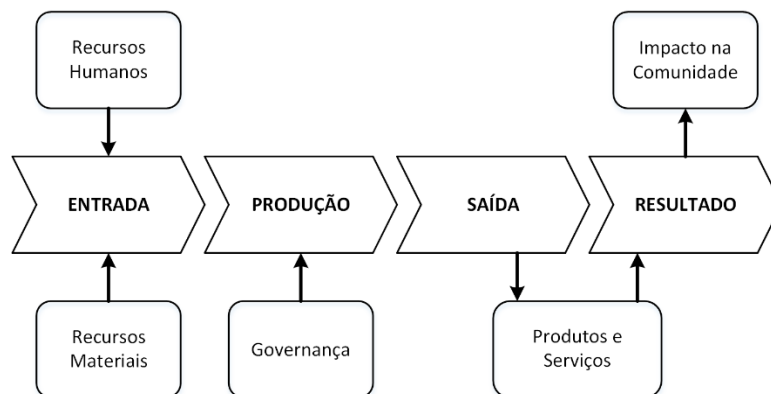 Recursos
Humanos
Impacto na
Comunidade
ENTRADA
PRODUÇÃO
SAÍDA
RESULTADO
Recursos
Materiais
Governança
Produtos e
Serviços